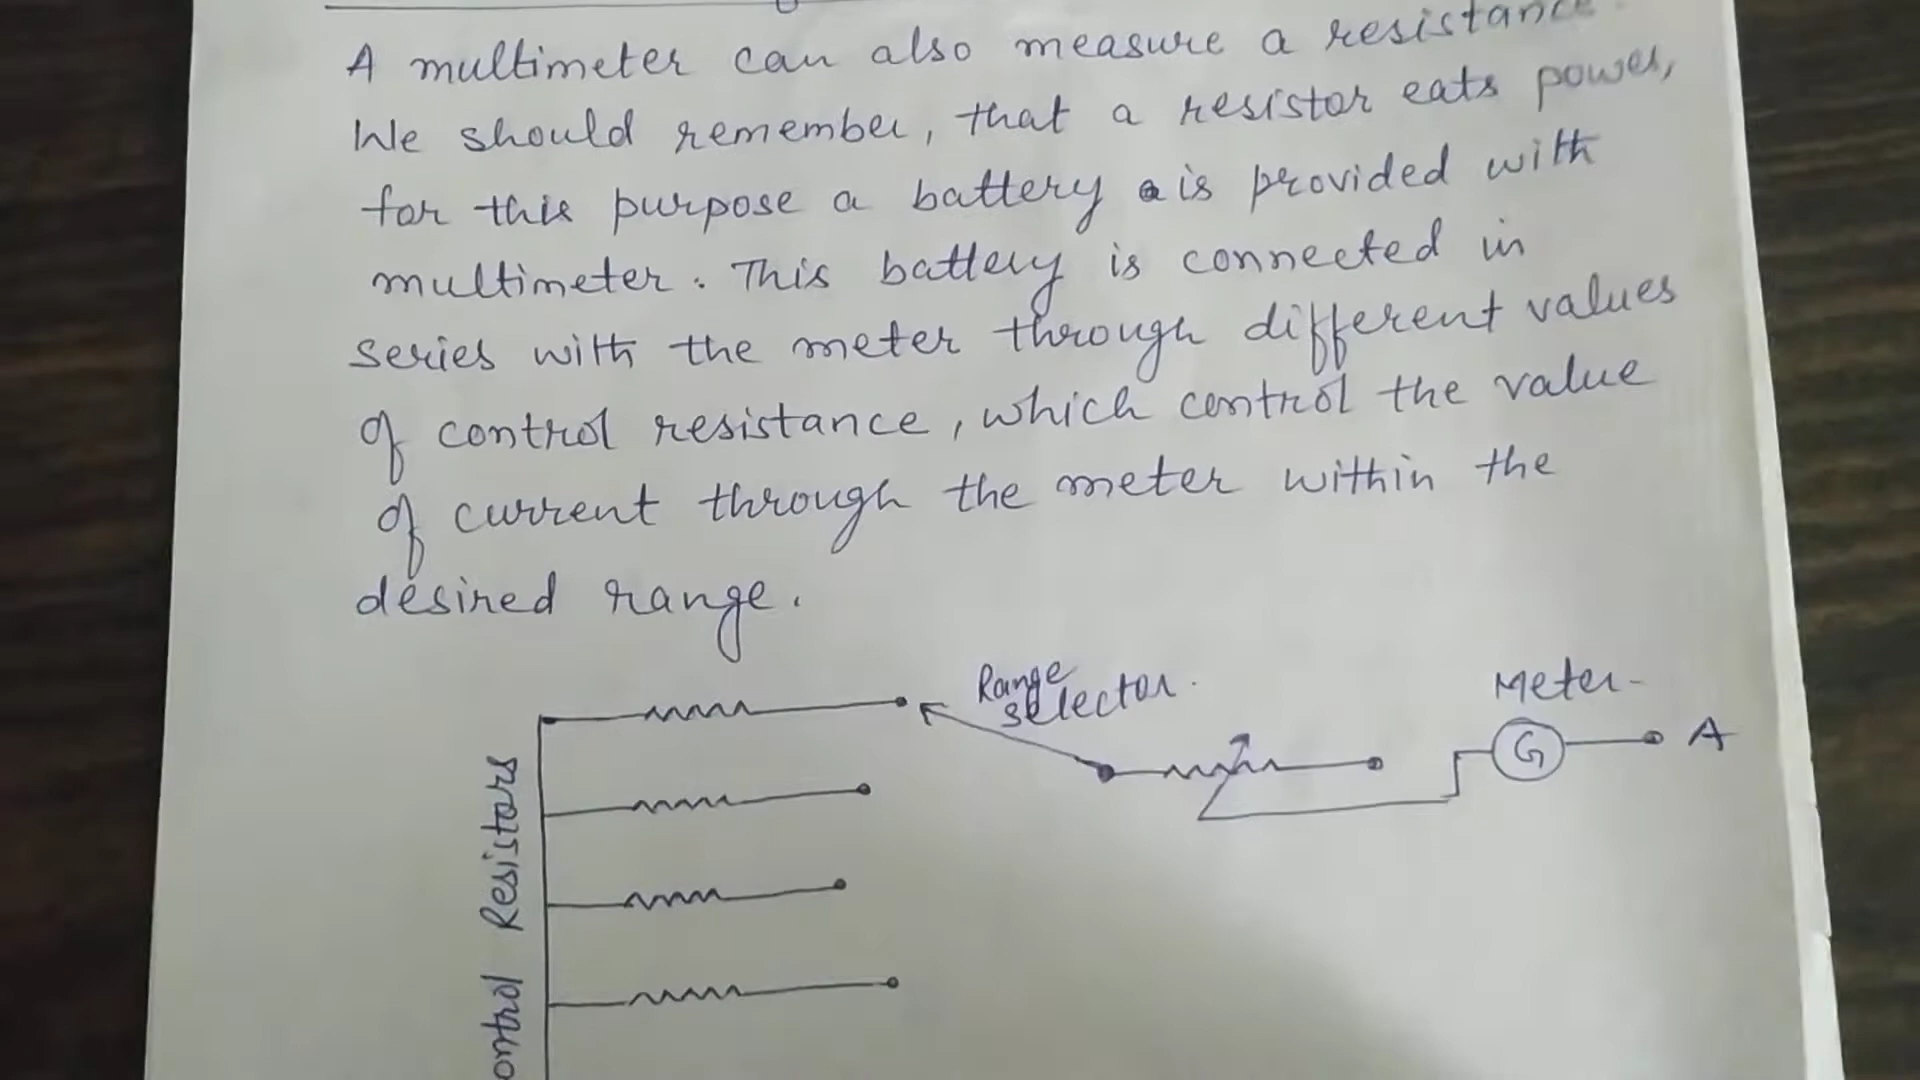 A multimeter can also measure a resistance.
We should remember, that a resistor eats power,
for this purpose a battery is provided with
multimeter. This battery is connected in
series with the meter through different values
of control resistance, which control the value
of current through the meter within the
desired range.
Range
selector.
Meter-
G
A
ontrol Resistors